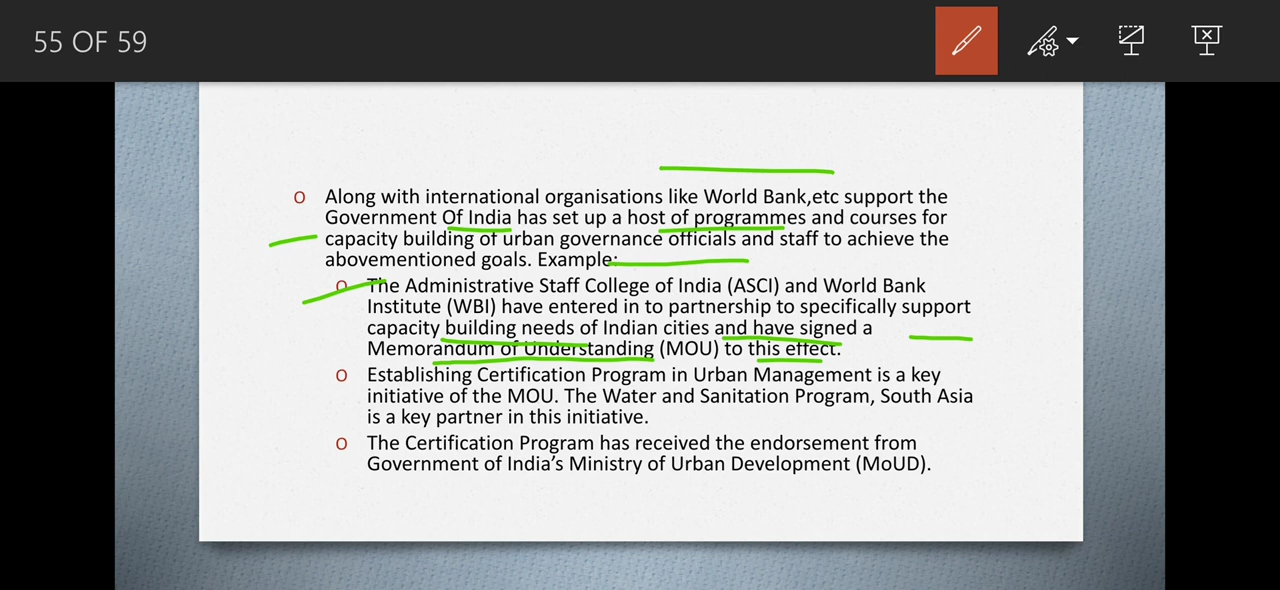 55 OF 59
o Along with international organisations like World Bank,etc support the
Government Of India has set up a host of programmes and courses for
capacity building of urban governance officials and staff to achieve the
abovementioned goals. Example:
o The Administrative Staff College of India (ASCI) and World Bank
Institute (WBI) have entered in to partnership to specifically support
capacity building needs of Indian cities and have signed a
Memorandum of Understanding (MOU) to this effect.
o Establishing Certification Program in Urban Management is a key
initiative of the MOU. The Water and Sanitation Program, South Asia
is a key partner in this initiative.
o The Certification Program has received the endorsement from
Government of India’s Ministry of Urban Development (MoUD).